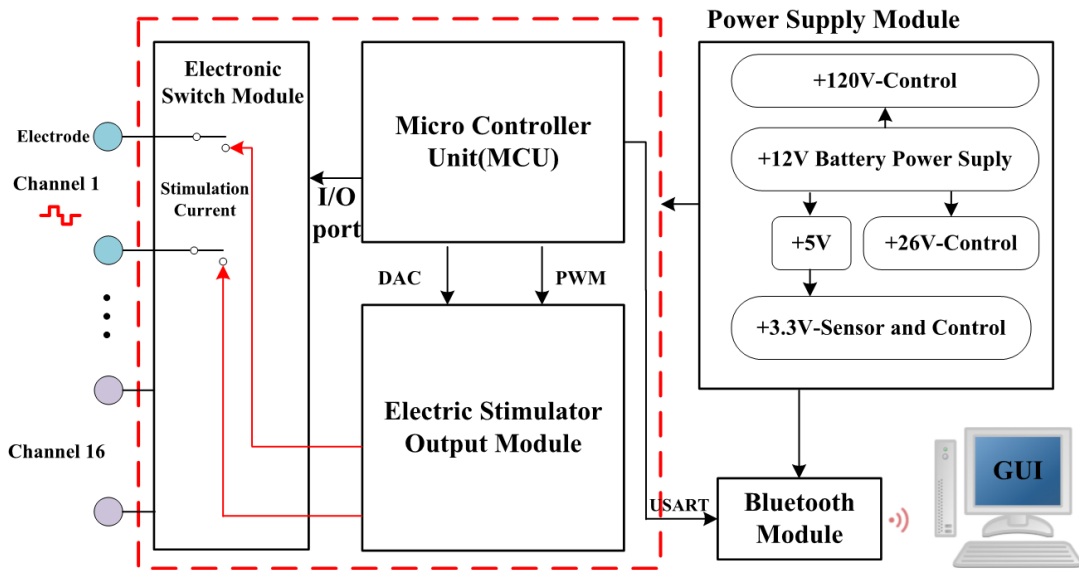 Power Supply Module
Electronic
Switch Module
Electrode
Channel 1
Stimulation
Current
Channel 16
Micro Controller
Unit(MCU)
I/O
port
DAC
PWM
Electric Stimulator
Output Module
+120V-Control
+12V Battery Power Suply
+5V
+26V-Control
+3.3V-Sensor and Control
USART
Bluetooth
Module
GUI